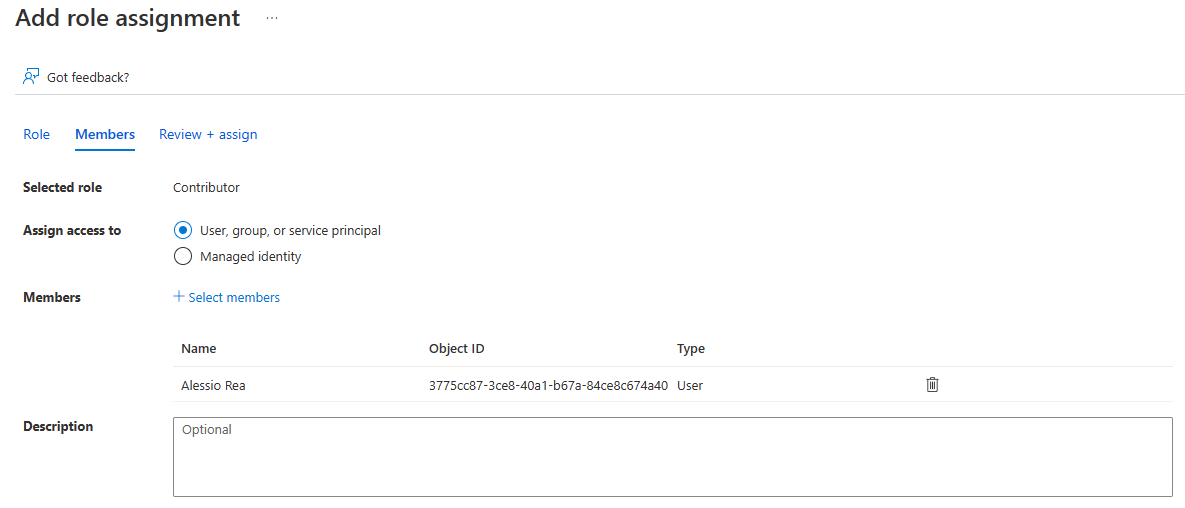 Add role assignment ...
Got feedback?
Role Members Review + assign
Selected role Contributor
Assign access to User, group, or service principal
Managed identity
Members + Select members
Name Object ID Type
Alessio Rea 3775cc87-3ce8-40a1-b67a-84ce8c674a40 User
Description Optional